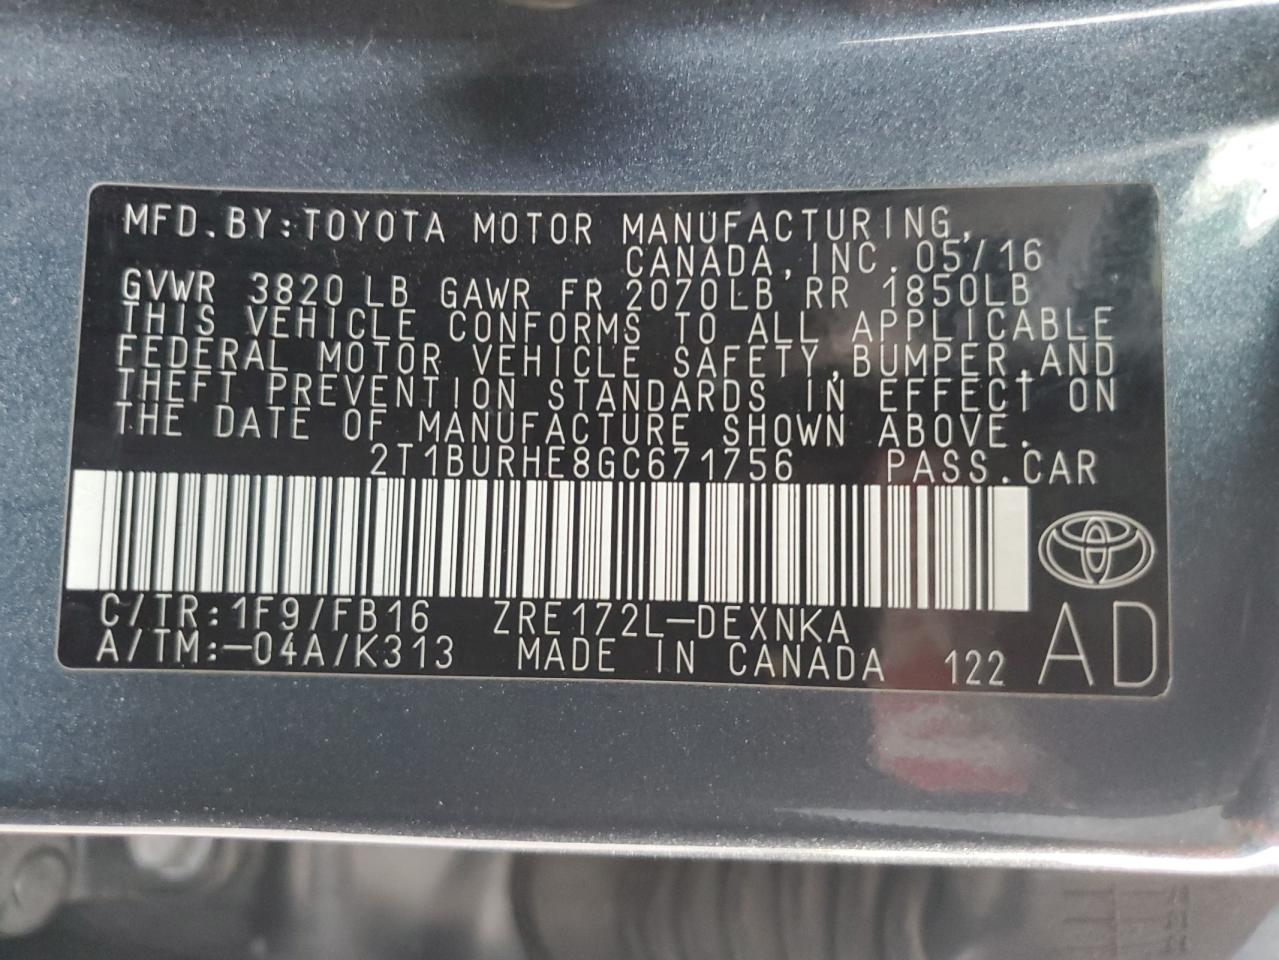 MFD.BY:TOYOTA MOTOR MANUFACTURING,
CANADA,INC. 05/16
GVWR 3820 LB GAWR FR 2070LB RR 1850LB
THIS VEHICLE CONFORMS TO ALL APPLICABLE
FEDERAL MOTOR VEHICLE SAFETY,BUMPER,AND
THEFT PREVENTION STANDARDS IN EFFECT ON
THE DATE OF MANUFACTURE SHOWN ABOVE.
2T1BURHE8GC671756 PASS.CAR
C/TR:1F9/FB16 ZRE172L-DEXNKA
A/TM:-04A/K313 MADE IN CANADA 122 AD